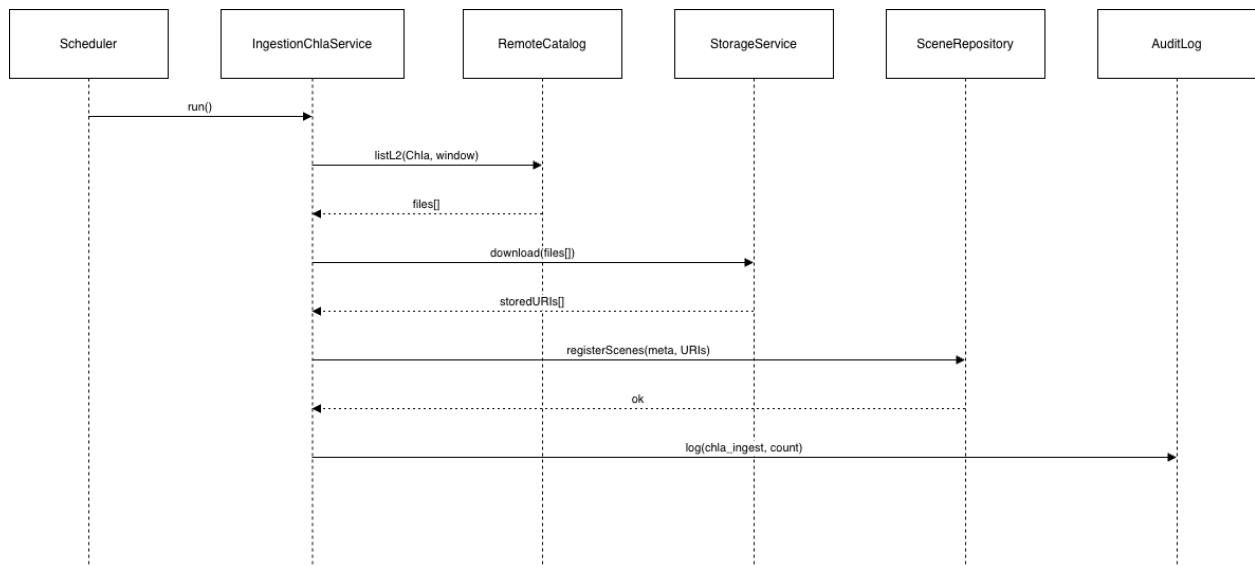 Scheduler
IngestionChlaService
RemoteCatalog
StorageService
SceneRepository
AuditLog
run()
listL2(Chla, window)
files[]
download(files[])
storedURIs[]
registerScenes(meta, URIs)
ok
log(chla_ingest, count)